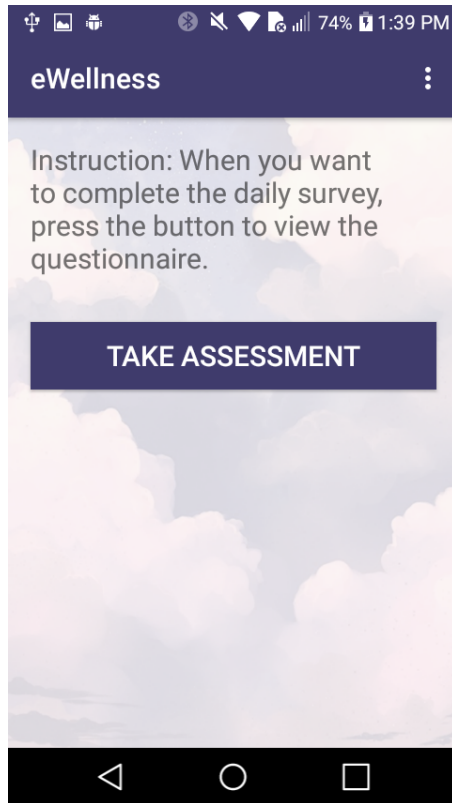 74% 1:39 PM
eWellness
Instruction: When you want
to complete the daily survey,
press the button to view the
questionnaire.
TAKE ASSESSMENT